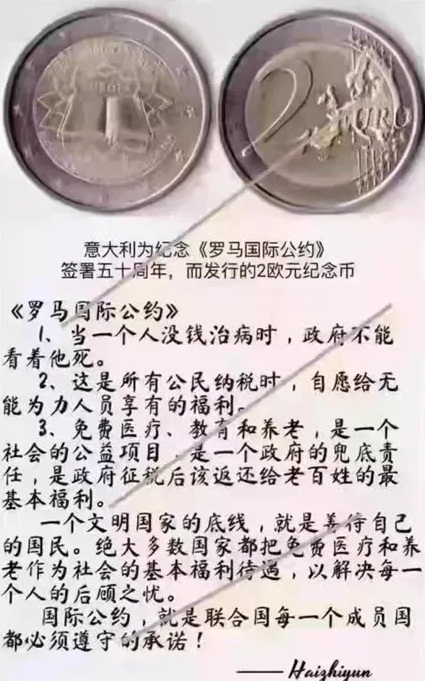 2 EURO
意大利为纪念《罗马国际公约》
签署五十周年，而发行的2欧元纪念币
《罗马国际公约》
1、当一个人没钱治病时，政府不能
看着他死。
2、这是所有公民纳税时，自愿给无
能为力人员享有的福利。
3、免费医疗、教育和养老，是一个
社会的公益项目，是一个政府的兜底责
任，是政府征税后该返还给老百姓的最
基本福利。
一个文明国家的底线，就是善待自己
的国民。绝大多数国家都把免费医疗和养
老作为社会的基本福利待遇，以解决每一
个人的后顾之忧。
国际公约，就是联合国每一个成员国
都必须遵守的承诺！
—— Haizhiyun